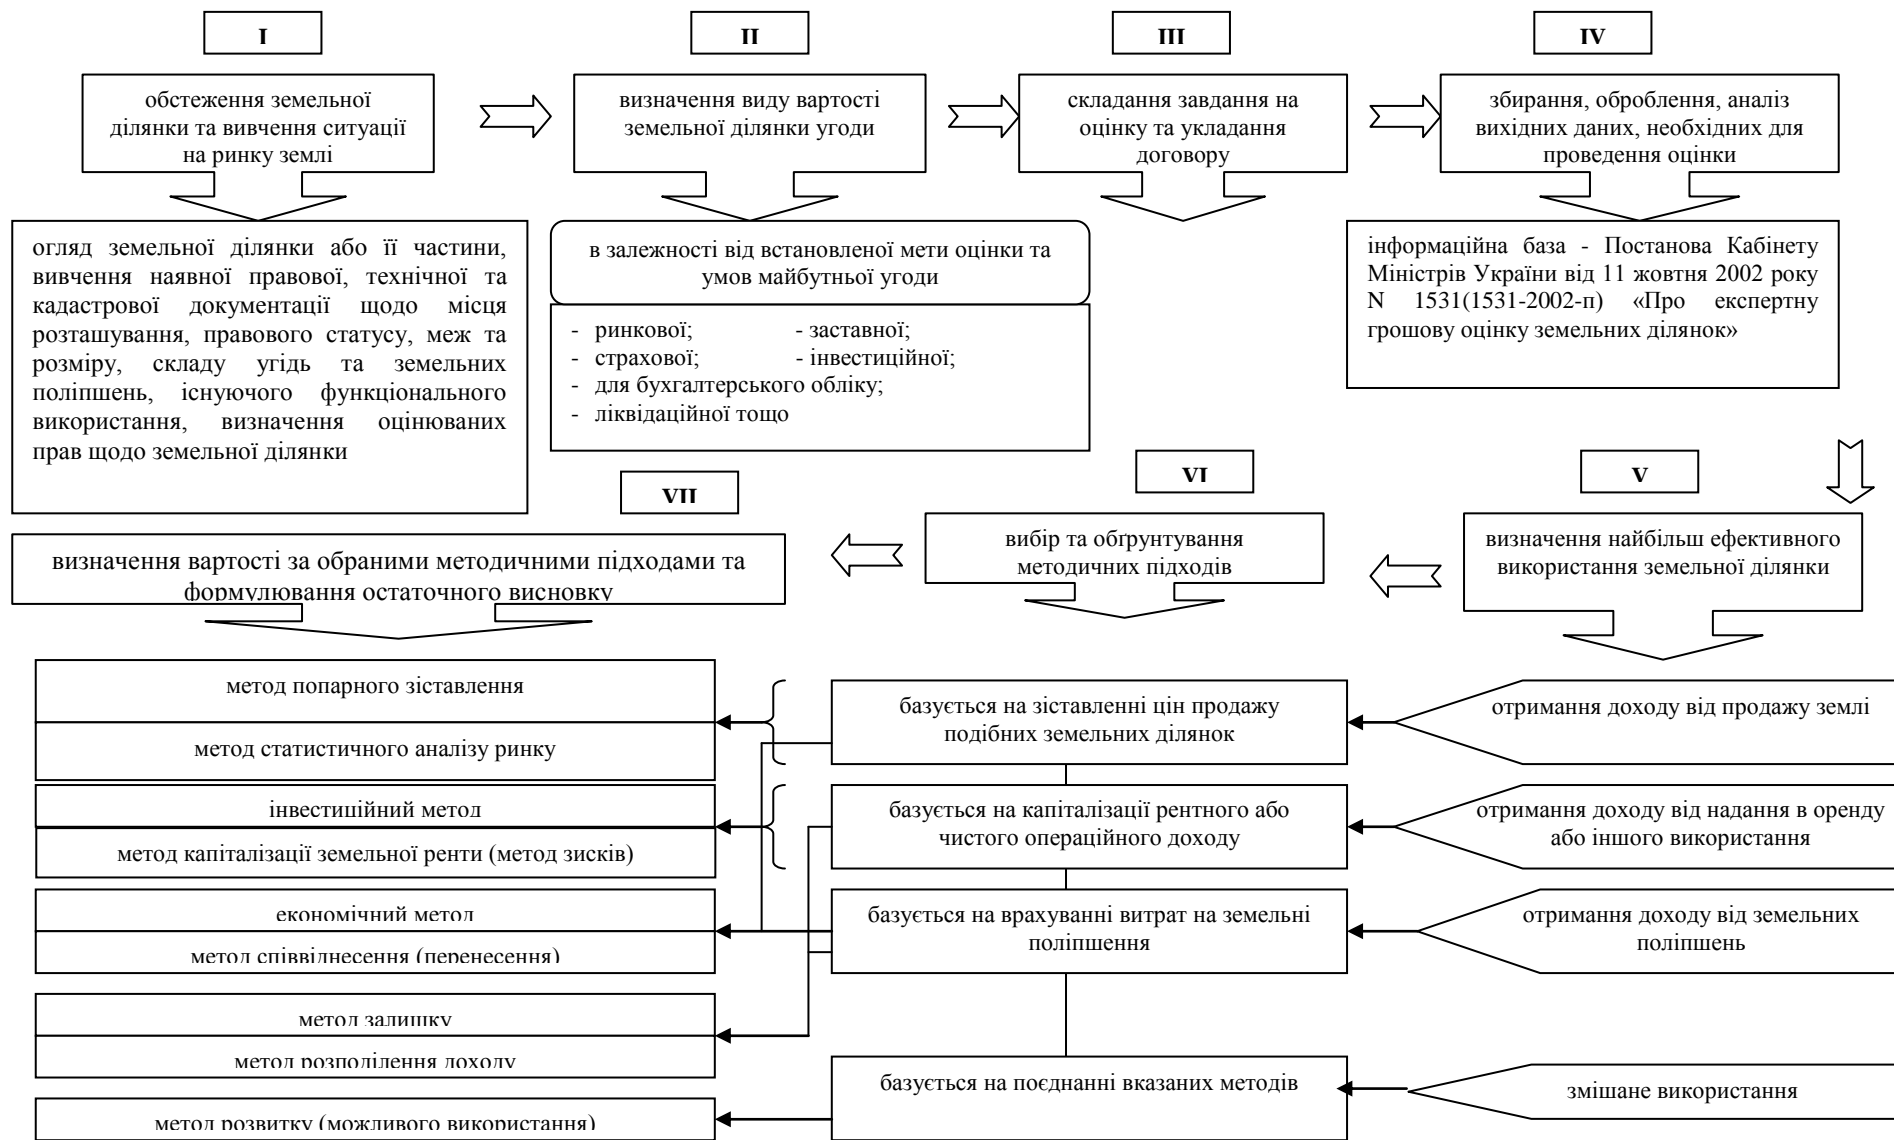 I
II
III
IV
обстеження земельної
ділянки та вивчення ситуації
на ринку землі
визначення виду вартості
земельної ділянки угоди
складання завдання на
оцінку та укладання
договору
збирання, оброблення, аналіз
вихідних даних, необхідних для
проведення оцінки
огляд земельної ділянки або її частини,
вивчення наявної правової, технічної та
кадастрової документації щодо місця
розташування, правового статусу, меж та
розміру, складу угідь та земельних
поліпшень, існуючого функціонального
використання, визначення оцінюваних
прав щодо земельної ділянки
в залежності від встановленої мети оцінки та
умов майбутньої угоди
- ринкової; - заставної;
- страхової; - інвестиційної;
- для бухгалтерського обліку;
- ліквідаційної тощо
інформаційна база - Постанова Кабінету
Міністрів України від 11 жовтня 2002 року
N 1531(1531-2002-п) «Про експертну
грошову оцінку земельних ділянок»
VII
VI
V
визначення вартості за обраними методичними підходами та
формулювання остаточного висновку
вибір та обґрунтування
методичних підходів
визначення найбільш ефективного
використання земельної ділянки
метод попарного зіставлення
метод статистичного аналізу ринку
базується на зіставленні цін продажу
подібних земельних ділянок
отримання доходу від продажу землі
інвестиційний метод
метод капіталізації земельної ренти (метод зисків)
базується на капіталізації рентного або
чистого операційного доходу
отримання доходу від надання в оренду
або іншого використання
економічний метод
метод співвіднесення (перенесення)
базується на врахуванні витрат на земельні
поліпшення
отримання доходу від земельних
поліпшень
метод залишку
метод розподілення доходу
базується на поєднанні вказаних методів
змішане використання
метод розвитку (можливого використання)